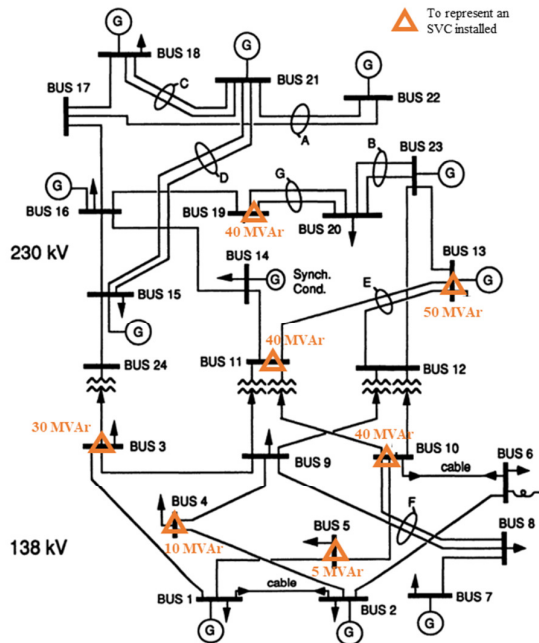 To represent an
SVC installed
G
BUS 18
G
BUS 21
G
BUS 17
C
BUS 22
A
B
BUS 23
D
G
G
G
BUS 16
BUS 19
40 MVAr
BUS 20
BUS 13
230 kV
BUS 14
G
Synch.
Cond.
E
G
BUS 15
50 MVAr
G
40 MVAr
BUS 24
BUS 11
BUS 12
30 MVAr
BUS 3
40 MVAr
BUS 10
BUS 6
BUS 9
cable
BUS 4
F
BUS 8
BUS 5
138 kV
10 MVAr
5 MVAr
cable
BUS 1
BUS 2
BUS 7
G
G
G